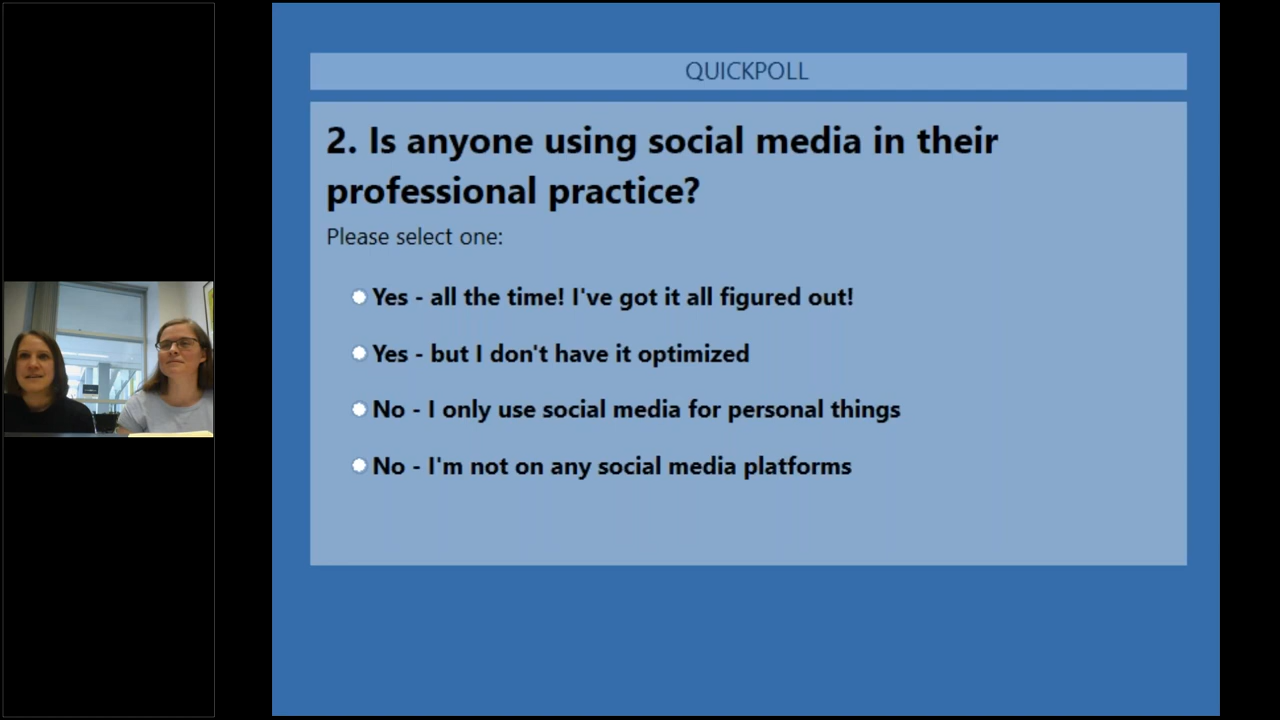 QUICKPOLL
2. Is anyone using social media in their
professional practice?
Please select one:
Yes - all the time! I've got it all figured out!
Yes - but I don't have it optimized
No - I only use social media for personal things
No - I'm not on any social media platforms